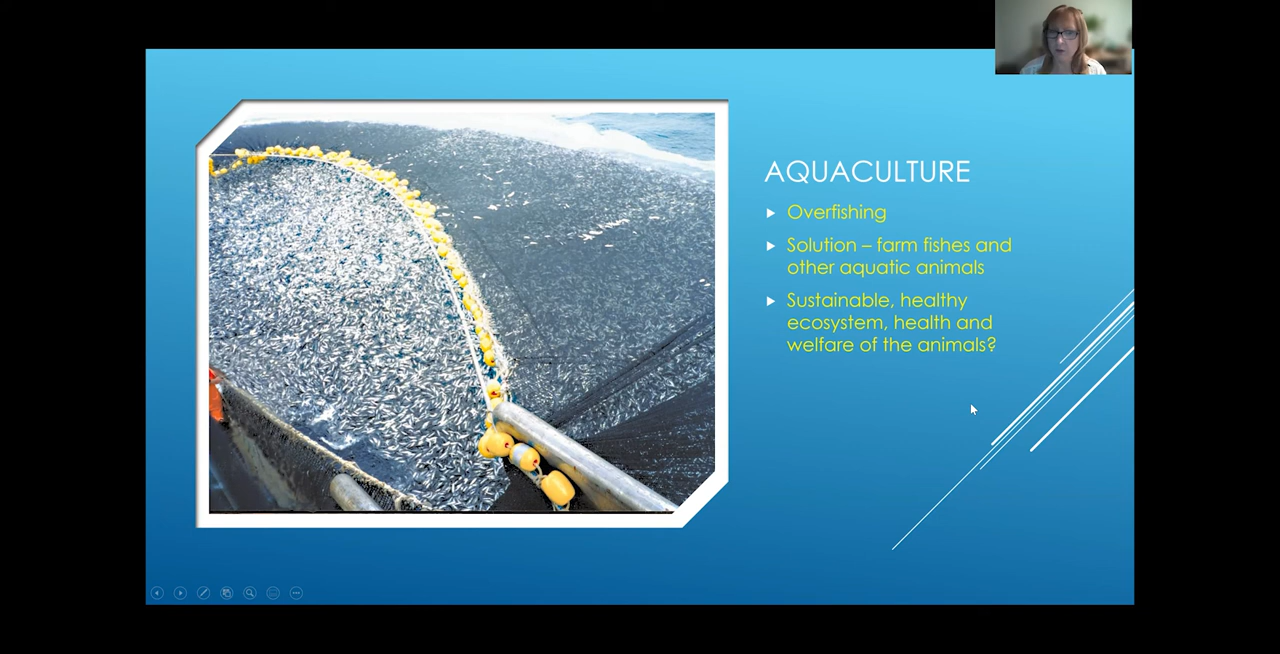 AQUACULTURE
Overfishing
Solution – farm fishes and
other aquatic animals
Sustainable, healthy
ecosystem, health and
welfare of the animals?